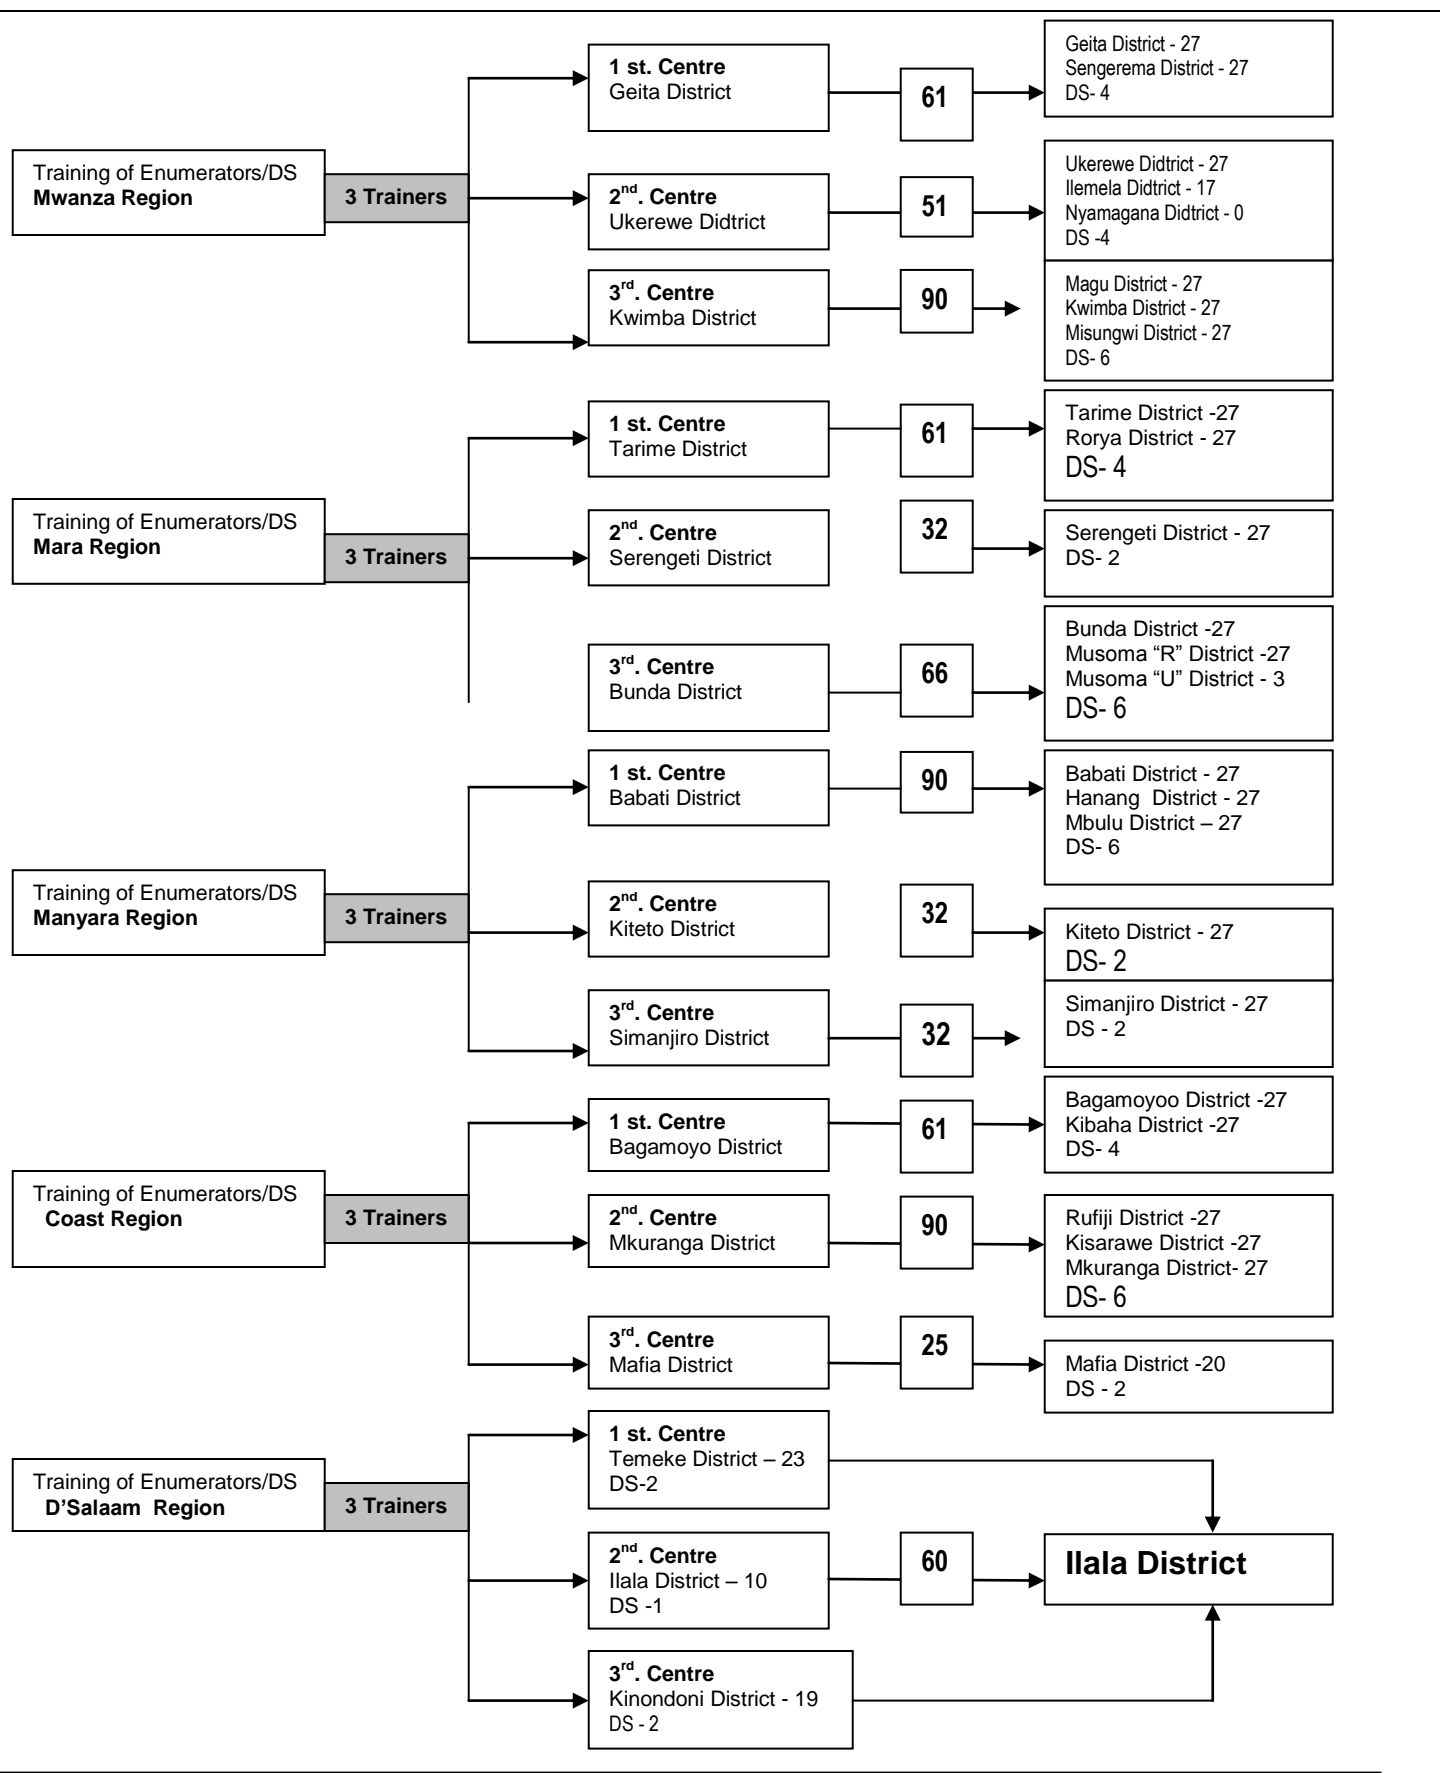 Training of Enumerators/DS
Mwanza Region
3 Trainers
1 st. Centre
Geita District
61
Geita District - 27
Sengerema District - 27
DS- 4
2nd. Centre
Ukerewe Didtrict
51
Ukerewe Didtrict - 27
Ilemela Didtrict - 17
Nyamagana Didtrict - 0
DS -4
3rd. Centre
Kwimba District
90
Magu District - 27
Kwimba District - 27
Misungwi District - 27
DS- 6
Training of Enumerators/DS
Mara Region
3 Trainers
1 st. Centre
Tarime District
61
Tarime District -27
Rorya District - 27
DS- 4
2nd. Centre
Serengeti District
32
Serengeti District - 27
DS- 2
3rd. Centre
Bunda District
66
Bunda District -27
Musoma “R” District -27
Musoma “U” District - 3
DS- 6
Training of Enumerators/DS
Manyara Region
3 Trainers
1 st. Centre
Babati District
90
Babati District - 27
Hanang  District - 27
Mbulu District – 27
DS- 6
2nd. Centre
Kiteto District
32
Kiteto District - 27
DS- 2
3rd. Centre
Simanjiro District
32
Simanjiro District - 27
DS - 2
Training of Enumerators/DS
Coast Region
3 Trainers
1 st. Centre
Bagamoyo District
61
Bagamoyoo District -27
Kibaha District -27
DS- 4
2nd. Centre
Mkuranga District
90
Rufiji District -27
Kisarawe District -27
Mkuranga District- 27
DS- 6
3rd. Centre
Mafia District
25
Mafia District -20
DS - 2
Training of Enumerators/DS
D’Salaam  Region
3 Trainers
1 st. Centre
Temeke District – 23
DS-2
2nd. Centre
Ilala District – 10
DS -1
60
Ilala District
3rd. Centre
Kinondoni District - 19
DS - 2